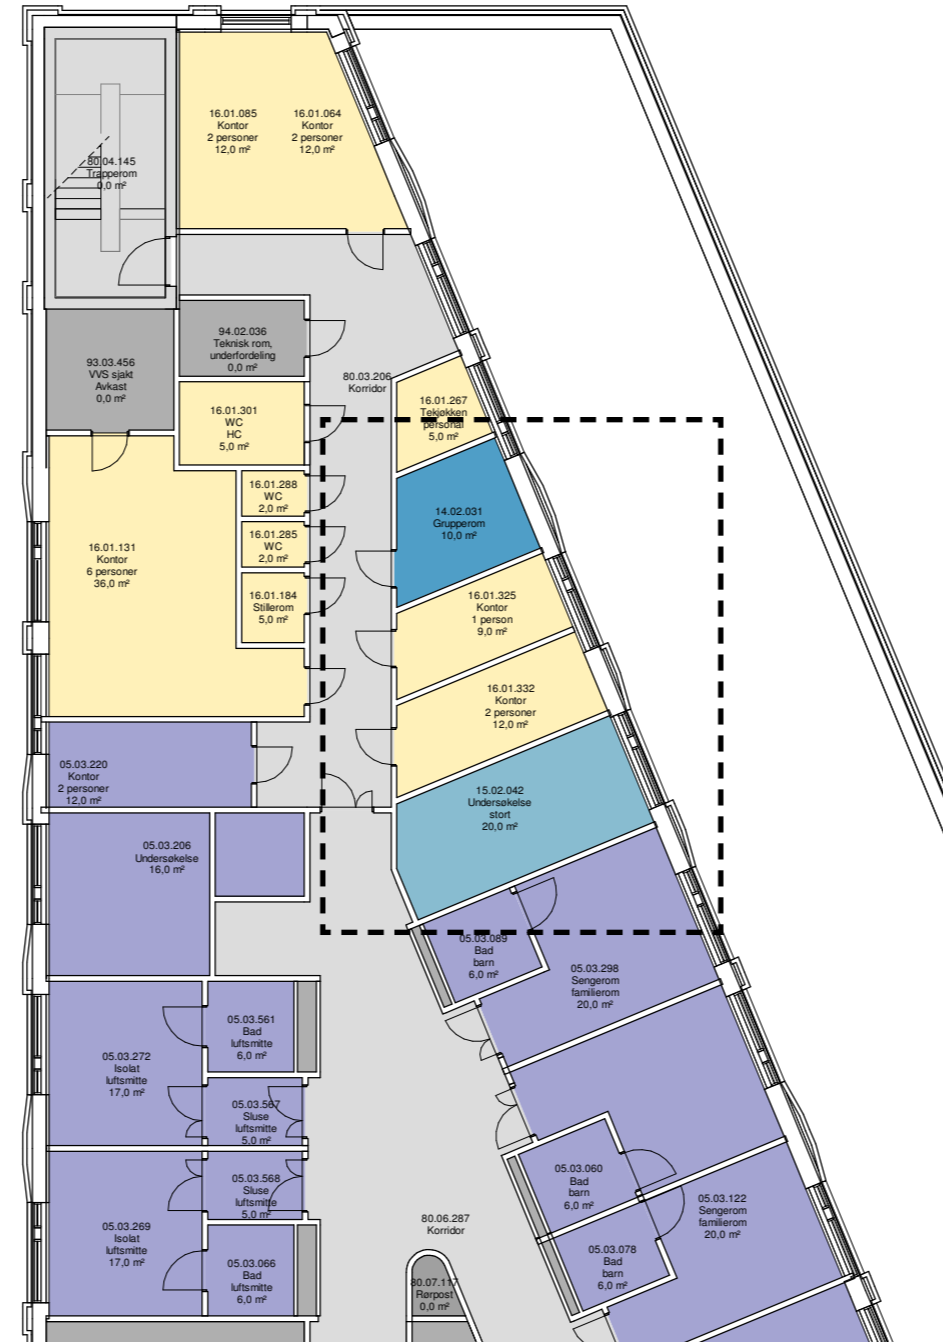 16.01.085
Kontor
2 personer
12,0 m²
16.01.064
Kontor
2 personer
12,0 m²
80.04.145
Trapperom
0,0 m²
94.02.036
Teknisk rom,
underfordeling
0,0 m²
93.03.456
VVS sjakt
Avkast
0,0 m²
80.03.206
Korridor
16.01.267
Tekjøkken
personal
5,0 m²
16.01.301
WC
HC
5,0 m²
16.01.288
WC
2,0 m²
14.02.031
Grupperom
10,0 m²
16.01.285
WC
2,0 m²
16.01.131
Kontor
6 personer
36,0 m²
16.01.184
Stillerom
5,0 m²
16.01.325
Kontor
1 person
9,0 m²
16.01.332
Kontor
2 personer
12,0 m²
05.03.220
Kontor
2 personer
12,0 m²
15.02.042
Undersøkelse
stort
20,0 m²
05.03.206
Undersøkelse
16,0 m²
05.03.089
Bad
barn
6,0 m²
05.03.298
Sengerom
familierom
20,0 m²
05.03.561
Bad
luftsmitte
6,0 m²
05.03.272
Isolat
luftsmitte
17,0 m²
05.03.567
Sluse
luftsmitte
5,0 m²
05.03.568
Sluse
luftsmitte
5,0 m²
05.03.060
Bad
barn
6,0 m²
05.03.122
Sengerom
familierom
20,0 m²
05.03.269
Isolat
luftsmitte
17,0 m²
80.06.287
Korridor
05.03.078
Bad
barn
6,0 m²
05.03.066
Bad
luftsmitte
6,0 m²
80.07.117
Rørpost
0,0 m²